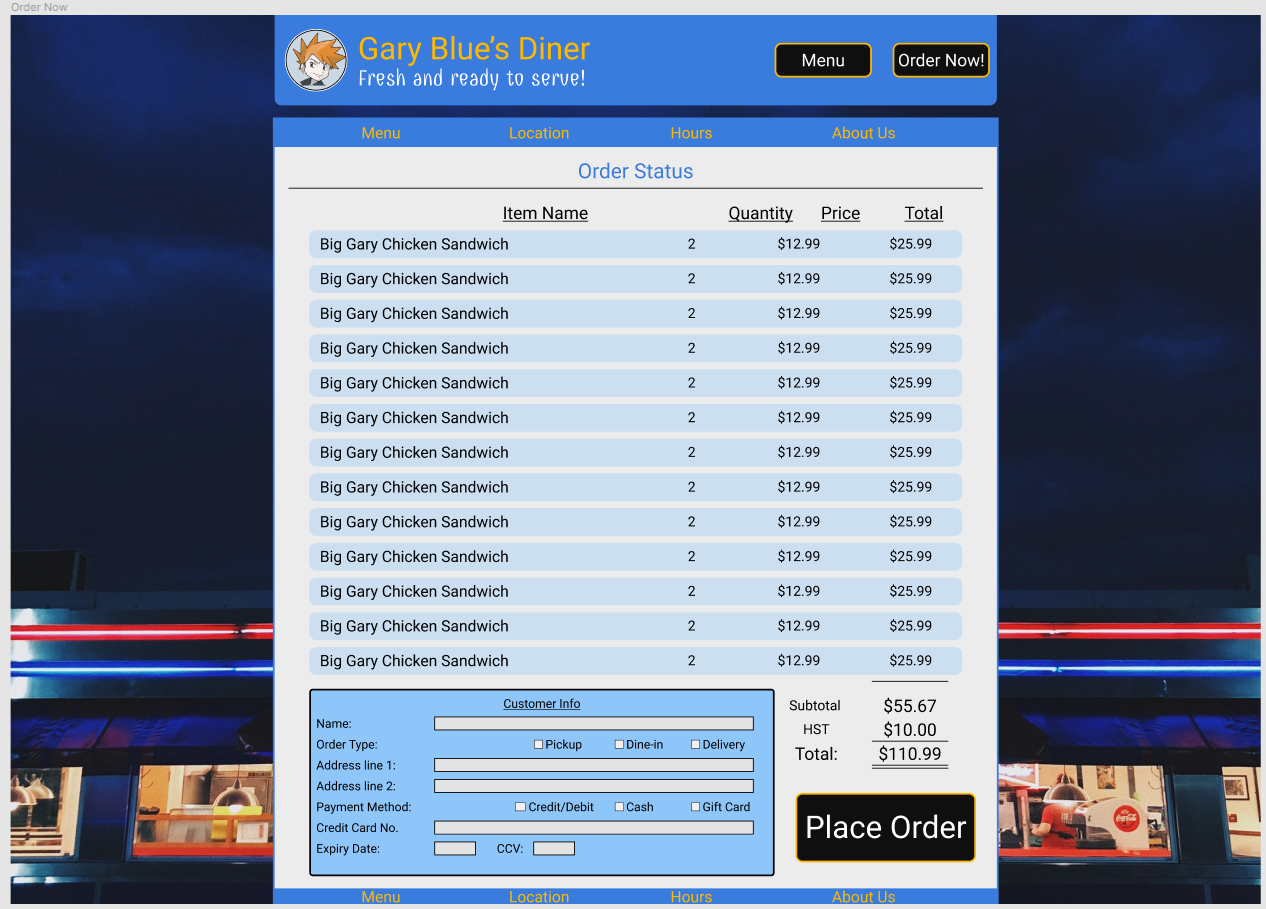 Order Now
Gary Blue's Diner
Fresh and ready to serve!
Menu
Order Now!
Menu Location Hours About Us
Order Status
Item Name Quantity Price Total
Big Gary Chicken Sandwich 2 $12.99 $25.99
Big Gary Chicken Sandwich 2 $12.99 $25.99
Big Gary Chicken Sandwich 2 $12.99 $25.99
Big Gary Chicken Sandwich 2 $12.99 $25.99
Big Gary Chicken Sandwich 2 $12.99 $25.99
Big Gary Chicken Sandwich 2 $12.99 $25.99
Big Gary Chicken Sandwich 2 $12.99 $25.99
Big Gary Chicken Sandwich 2 $12.99 $25.99
Big Gary Chicken Sandwich 2 $12.99 $25.99
Big Gary Chicken Sandwich 2 $12.99 $25.99
Big Gary Chicken Sandwich 2 $12.99 $25.99
Big Gary Chicken Sandwich 2 $12.99 $25.99
Big Gary Chicken Sandwich 2 $12.99 $25.99
Customer Info
Name:
Order Type: Pickup Dine-in Delivery
Address line 1:
Address line 2:
Payment Method: Credit/Debit Cash Gift Card
Credit Card No.
Expiry Date: CCV:
Subtotal $55.67
HST $10.00
Total: $110.99
Place Order
Coca-Cola
Menu Location Hours About Us